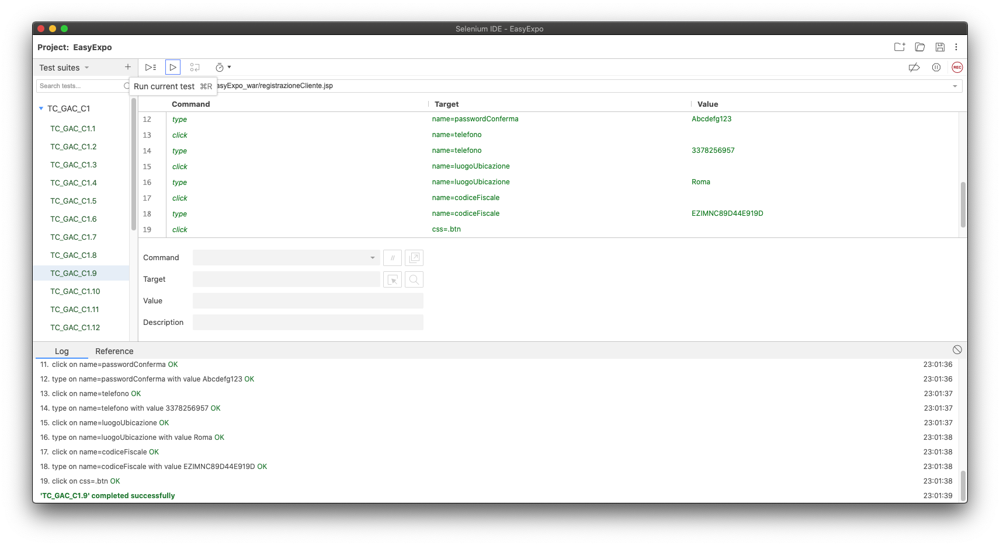 Selenium IDE - EasyExpo
Project: EasyExpo
Test suites
REC
Search tests...
Run current test ⌘R
asyExpo_war/registrazioneCliente.jsp
Command Target Value
TC_GAC_C1
TC_GAC_C1.1
TC_GAC_C1.2
TC_GAC_C1.3
TC_GAC_C1.4
TC_GAC_C1.5
TC_GAC_C1.6
TC_GAC_C1.7
TC_GAC_C1.8
TC_GAC_C1.9
TC_GAC_C1.10
TC_GAC_C1.11
TC_GAC_C1.12
12 type name=passwordConferma Abcdefg123
13 click name=telefono
14 type name=telefono 3378256957
15 click name=luogoUbicazione
16 type name=luogoUbicazione Roma
17 click name=codiceFiscale
18 type name=codiceFiscale EZIMNC89D44E919D
19 click css=.btn
Command //
Target
Value
Description
Log Reference
11. click on name=passwordConferma OK 23:01:36
12. type on name=passwordConferma with value Abcdefg123 OK 23:01:36
13. click on name=telefono OK 23:01:37
14. type on name=telefono with value 3378256957 OK 23:01:37
15. click on name=luogoUbicazione OK 23:01:37
16. type on name=luogoUbicazione with value Roma OK 23:01:38
17. click on name=codiceFiscale OK 23:01:38
18. type on name=codiceFiscale with value EZIMNC89D44E919D OK 23:01:38
19. click on css=.btn OK 23:01:38
'TC_GAC_C1.9' completed successfully 23:01:39